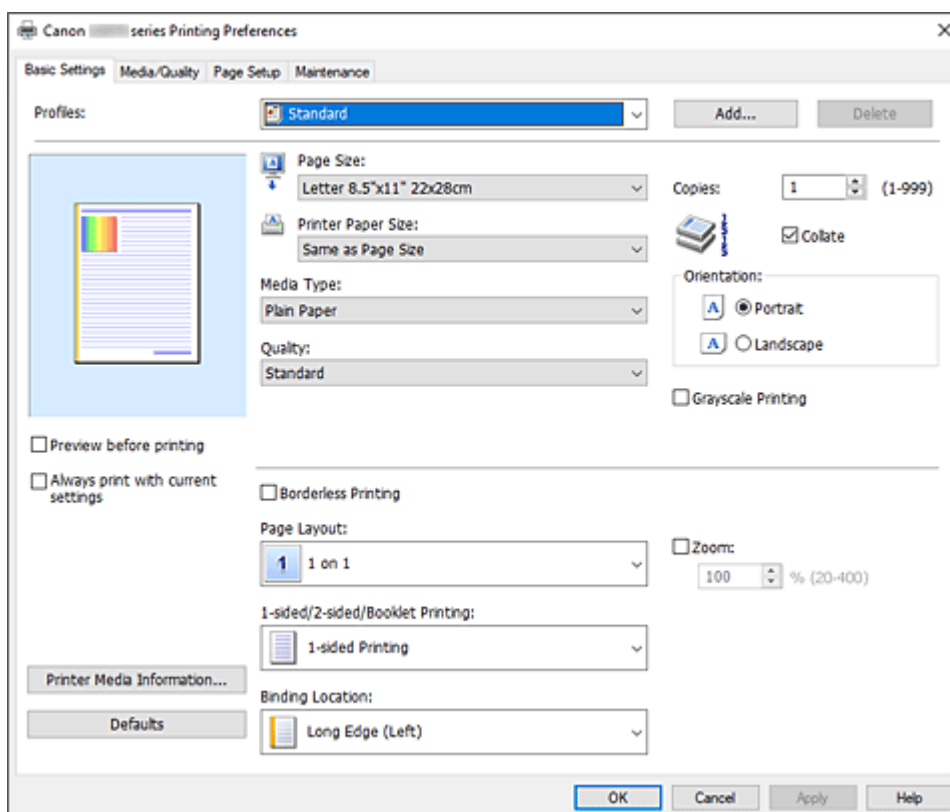 Canon series Printing Preferences
Basic Settings Media/Quality Page Setup Maintenance
Profiles: Standard Add... Delete
Page Size:
Letter 8.5"x11" 22x28cm
Copies: 1 (1-999)
Printer Paper Size:
Same as Page Size
Collate
Media Type:
Plain Paper
Orientation:
Portrait
Landscape
Quality:
Standard
Grayscale Printing
Preview before printing
Always print with current
settings
Borderless Printing
Page Layout:
1 1 on 1
Zoom:
100 % (20-400)
1-sided/2-sided/Booklet Printing:
1-sided Printing
Printer Media Information...
Binding Location:
Defaults
Long Edge (Left)
OK Cancel Apply Help